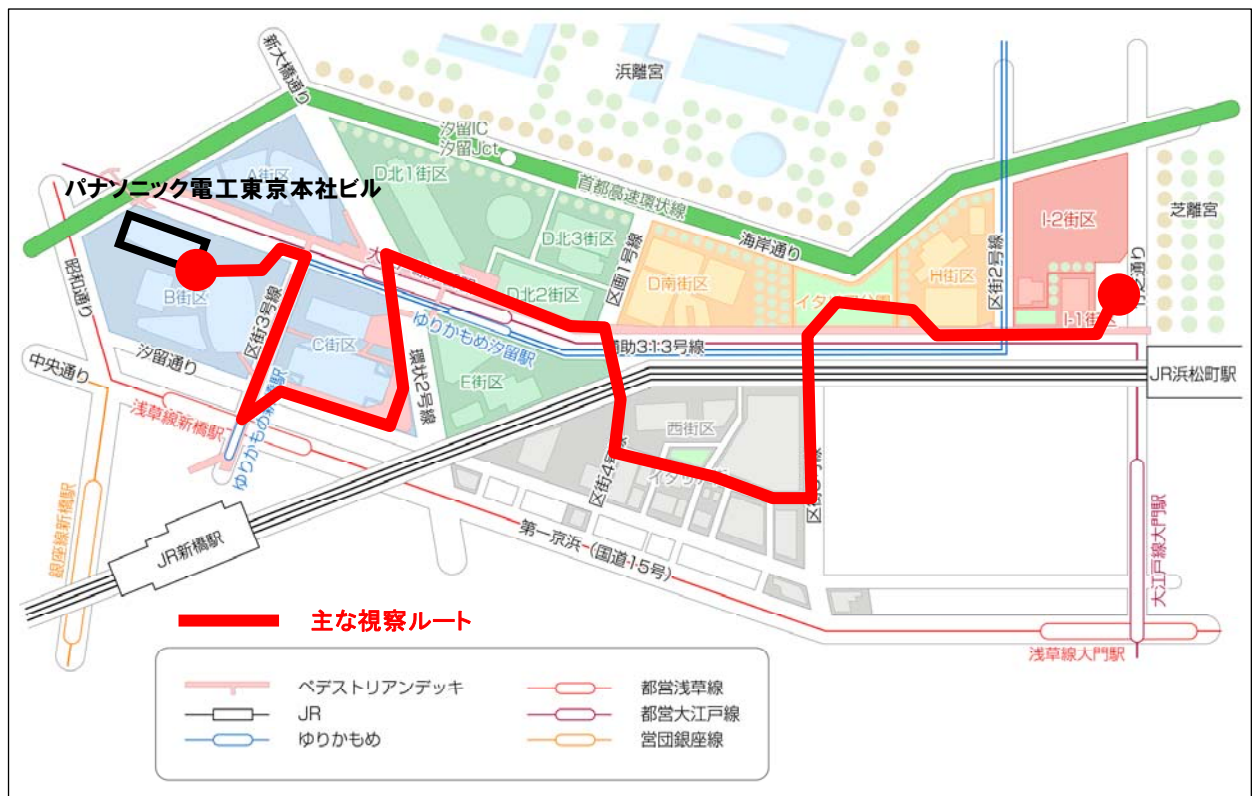 新大橋通り
浜離宮
汐留IC
汐留Jct
A街区
D北1街区
首都高速環状線
パナソニック電工東京本社ビル
芝離宮
I-2街区
D北3街区
海岸通り
区画1号線
区街2号線
昭和通り
B街区
区街3号線
D北2街区
D南街区
H街区
I-1街区
C街区
ゆりかもめ汐留駅
補助313号線
汐留通り
中央通り
環状2号線
E街区
JR浜松町駅
浅草線新橋駅
西街区
区街4号線
銀座線新橋駅
JR新橋駅
第一京浜(国道15号)
大江戸線大門駅
主な視察ルート
浅草線大門駅
ペデストリアンデッキ
都営浅草線
JR
都営大江戸線
ゆりかもめ
営団銀座線